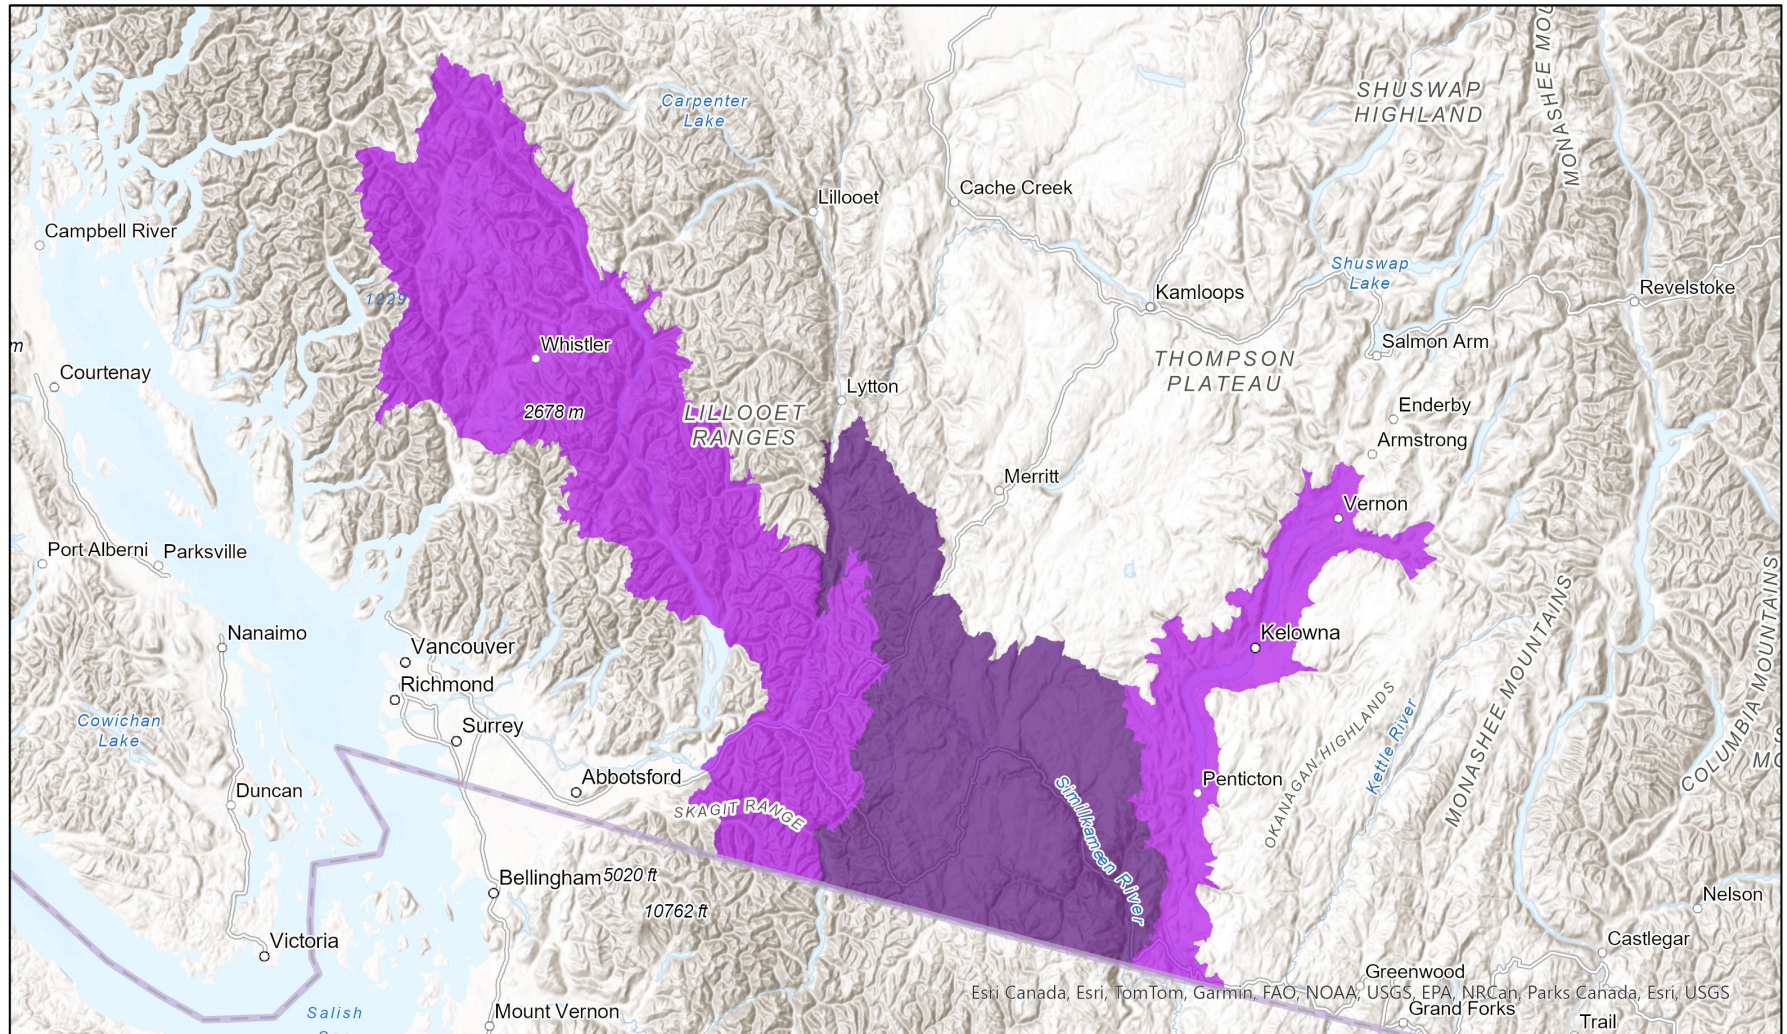 MONASHEE MOU
SHUSWAP
HIGHLAND
Carpenter
Lake
Cache Creek
Lillooet
Campbell River
Shuswap
Lake
Revelstoke
Kamloops
1229
Salmon Arm
Whistler
m
THOMPSON
PLATEAU
Courtenay
Lytton
Enderby
2678 m
LILLOOET
RANGES
Armstrong
Merritt
Vernon
Port Alberni
Parksville
Nanaimo
Kelowna
Vancouver
Richmond
MONASHEE MOUNTAINS
COLUMBIA MOUNTAINS
OKANAGAN HIGHLANDS
Kettle River
Cowichan
Lake
Surrey
S
MO
Abbotsford
Penticton
Duncan
SKAGIT RANGE
Similkameen River
Bellingham
5020 ft
10762 ft
Nelson
Victoria
Castlegar
Greenwood
Esri Canada, Esri, TomTom, Garmin, FAO, NOAA, USGS, EPA, NRCan, Parks Canada, Esri, USGS
Grand Forks
Mount Vernon
Salish
Trail